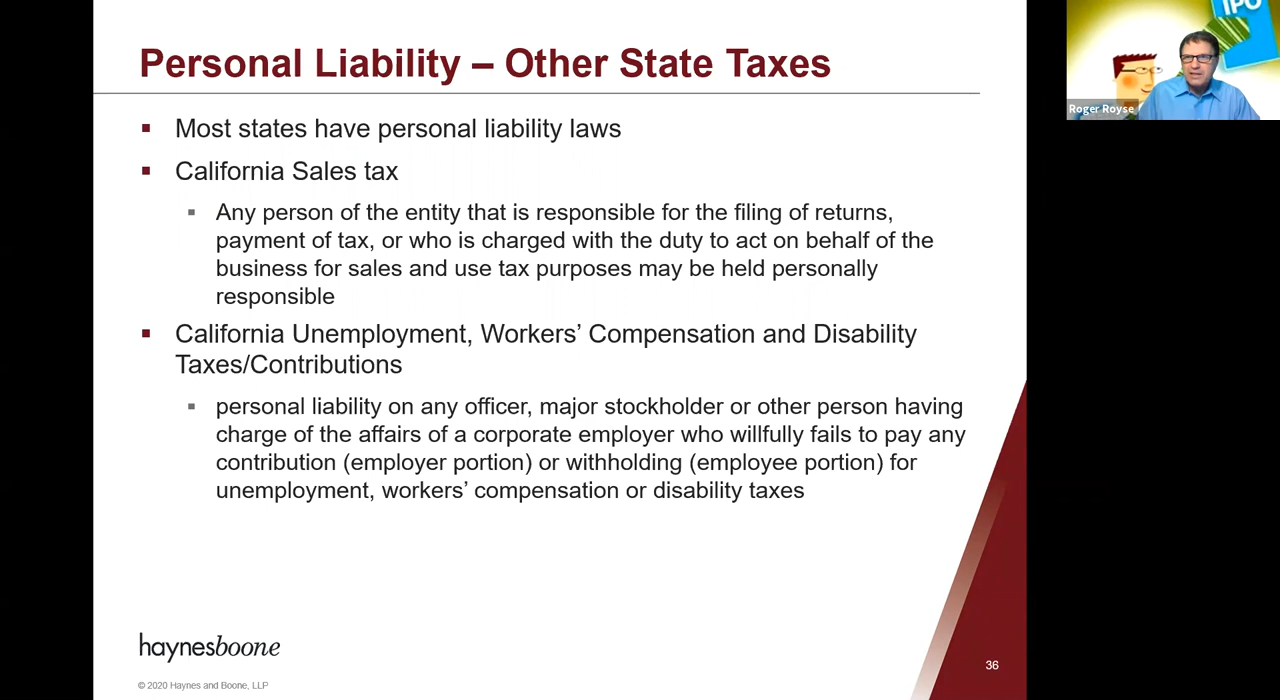 Personal Liability – Other State Taxes
Most states have personal liability laws
California Sales tax
Any person of the entity that is responsible for the filing of returns,
payment of tax, or who is charged with the duty to act on behalf of the
business for sales and use tax purposes may be held personally
responsible
California Unemployment, Workers’ Compensation and Disability
Taxes/Contributions
personal liability on any officer, major stockholder or other person having
charge of the affairs of a corporate employer who willfully fails to pay any
contribution (employer portion) or withholding (employee portion) for
unemployment, workers’ compensation or disability taxes
haynesboone
© 2020 Haynes and Boone, LLP
36
IPO
Roger Royse